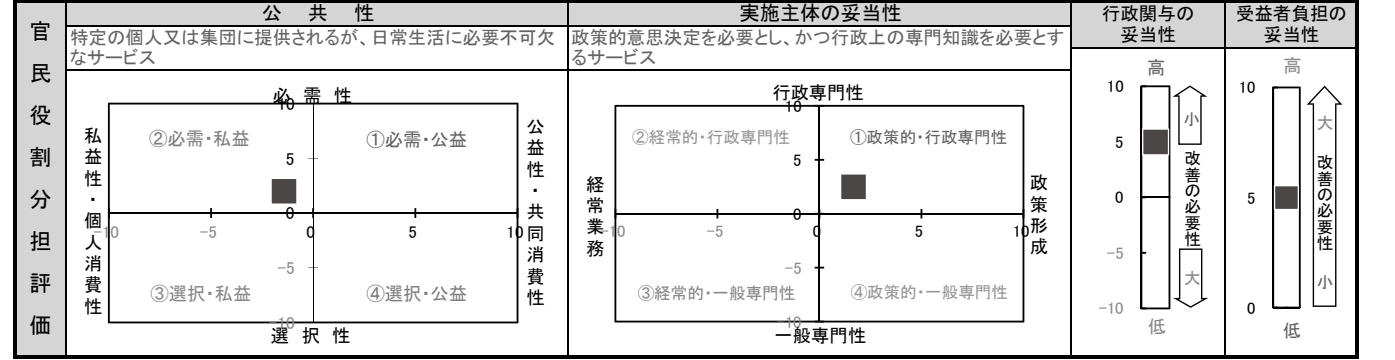 官民役割分担評価
公 共 性
特定の個人又は集団に提供されるが、日常生活に必要不可欠
なサービス
必 需 性
10
②必需・私益
①必需・公益
5
0
-10
-5
0
5
10
-5
③選択・私益
④選択・公益
-10
選 択 性
私益性・個人消費性
公益性・共同消費性
実施主体の妥当性
政策的意思決定を必要とし、かつ行政上の専門知識を必要とす
るサービス
行政専門性
10
②経常的・行政専門性
①政策的・行政専門性
5
0
-10
-5
0
5
10
-5
③経常的・一般専門性
④政策的・一般専門性
-10
一般専門性
経常業務
政策形成
行政関与の
妥当性
高
10
5
0
-5
-10
低
小
改善の必要性
大
受益者負担の
妥当性
高
10
5
0
低
大
改善の必要性
小